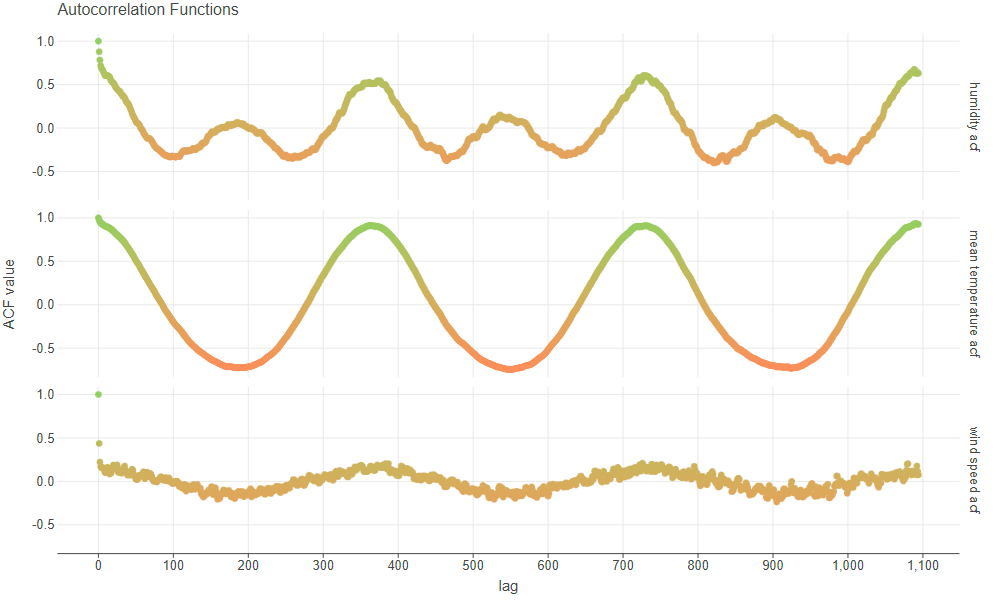 Autocorrelation Functions
1.0
0.5
0.0
-0.5
humidity acf
1.0
0.5
0.0
-0.5
mean temperature acf
ACF value
1.0
0.5
0.0
-0.5
wind speed acf
0 100 200 300 400 500 600 700 800 900 1,000 1,100
lag